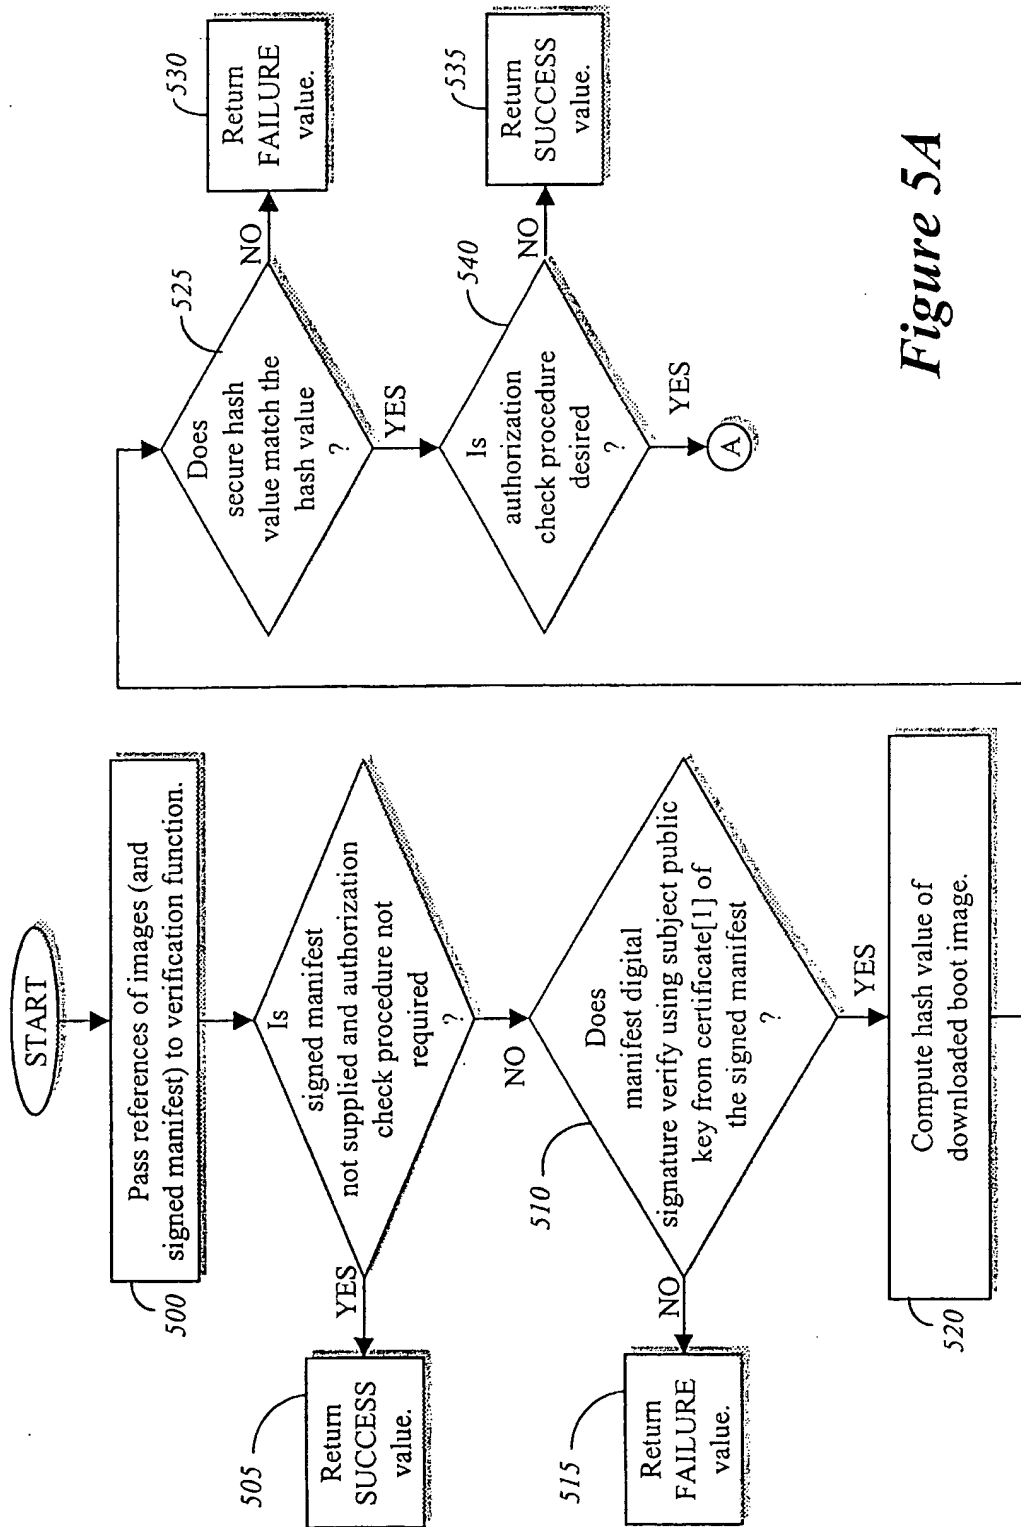 START
Pass references of images (and
signed manifest) to verification function.
500
Is
signed manifest
not supplied and authorization
check procedure not
required
?
YES
505
Return
SUCCESS
value.
NO
510
Does
manifest digital
signature verify using subject public
key from certificate[1] of
the signed manifest
?
NO
515
Return
FAILURE
value.
YES
Compute hash value of
downloaded boot image.
520
525
Does
secure hash
value match the
hash value
?
NO
530
Return
FAILURE
value.
YES
540
Is
authorization
check procedure
desired
?
NO
535
Return
SUCCESS
value.
YES
A
Figure 5A